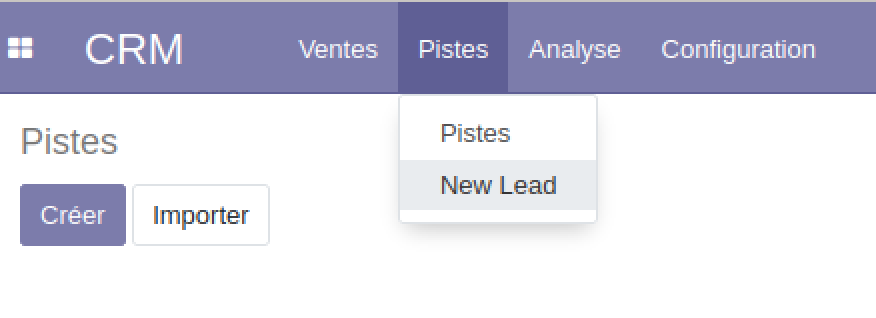 CRM Ventes Pistes Analyse Configuration
Pistes
Pistes
New Lead
Créer Importer